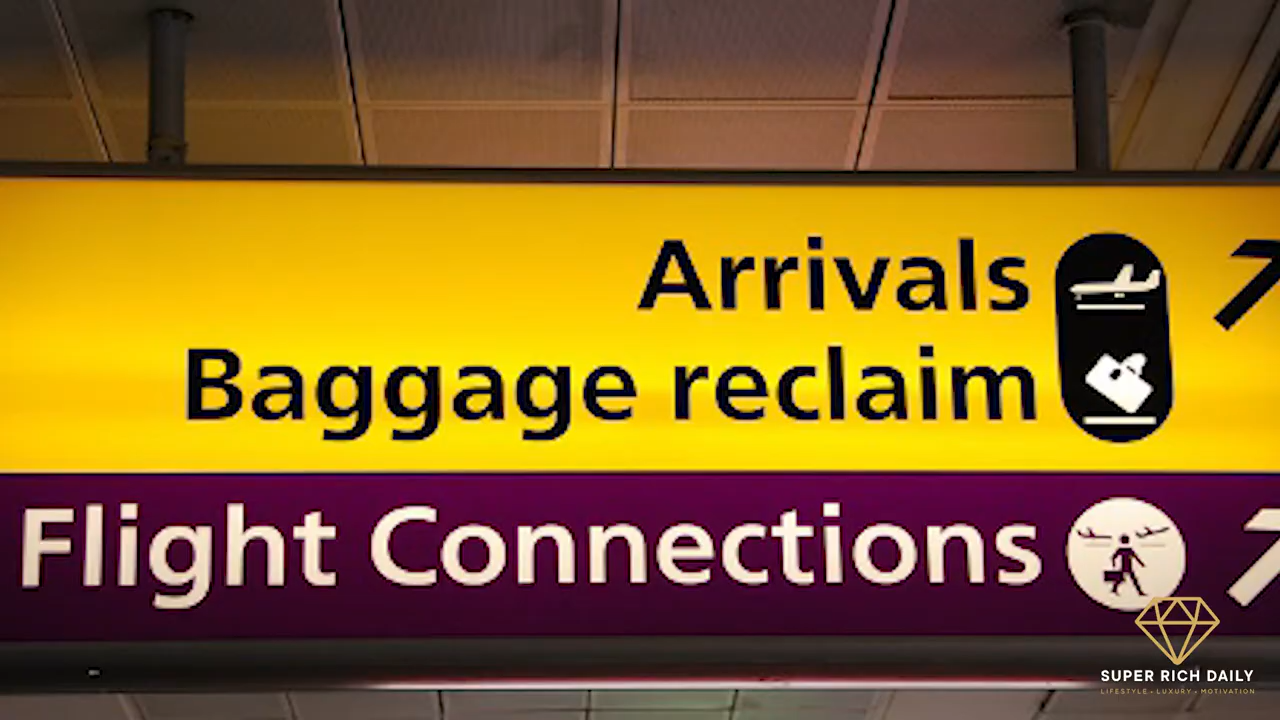 Arrivals
Baggage reclaim
Flight Connections
SUPER RICH DAILY
LIFESTYLE • LUXURY • MOTIVATION